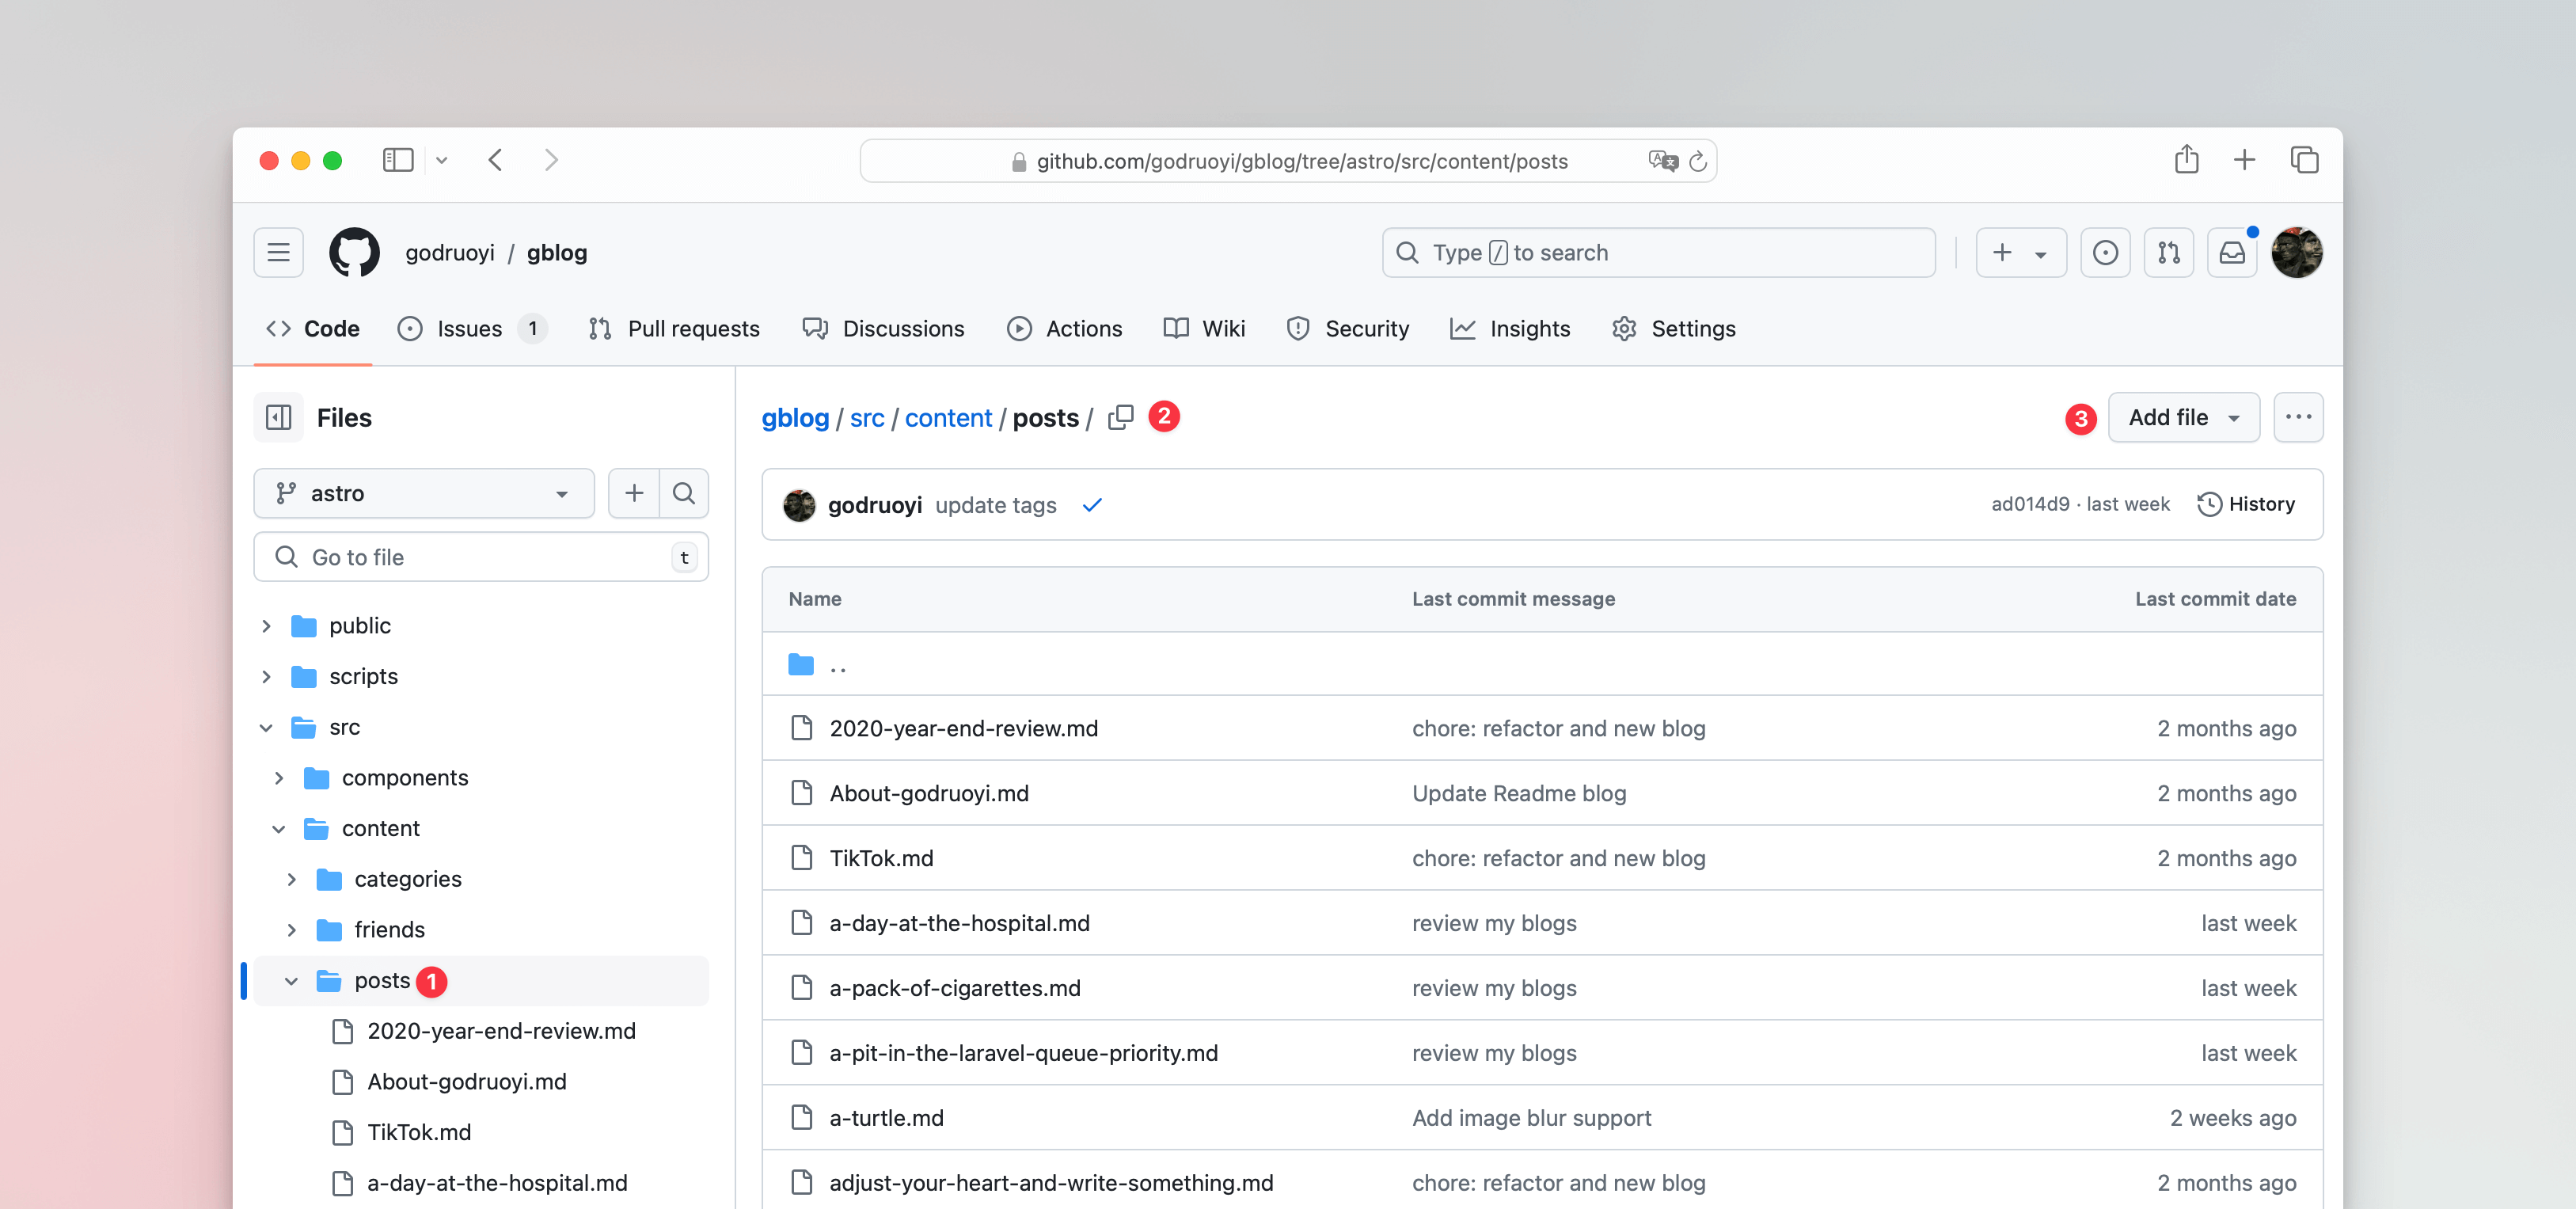 github.com/godruoyi/gblog/tree/astro/src/content/posts
godruoyi / gblog
Type / to search
Code
Issues 1
Pull requests
Discussions
Actions
Wiki
Security
Insights
Settings
Files
astro
Go to file t
public
scripts
src
components
content
categories
friends
posts 1
2020-year-end-review.md
About-godruoyi.md
TikTok.md
a-day-at-the-hospital.md
gblog / src / content / posts / 2
3 Add file
godruoyi update tags
ad014d9 · last week History
Name Last commit message Last commit date
..
2020-year-end-review.md chore: refactor and new blog 2 months ago
About-godruoyi.md Update Readme blog 2 months ago
TikTok.md chore: refactor and new blog 2 months ago
a-day-at-the-hospital.md review my blogs last week
a-pack-of-cigarettes.md review my blogs last week
a-pit-in-the-laravel-queue-priority.md review my blogs last week
a-turtle.md Add image blur support 2 weeks ago
adjust-your-heart-and-write-something.md chore: refactor and new blog 2 months ago